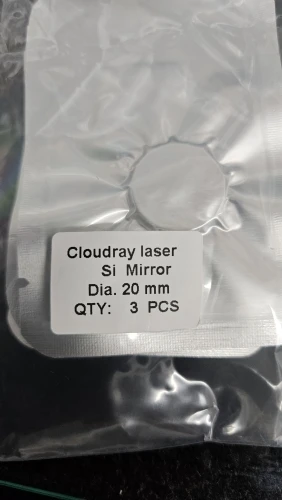 Cloudray laser
Si Mirror
Dia. 20 mm
QTY: 3 PCS